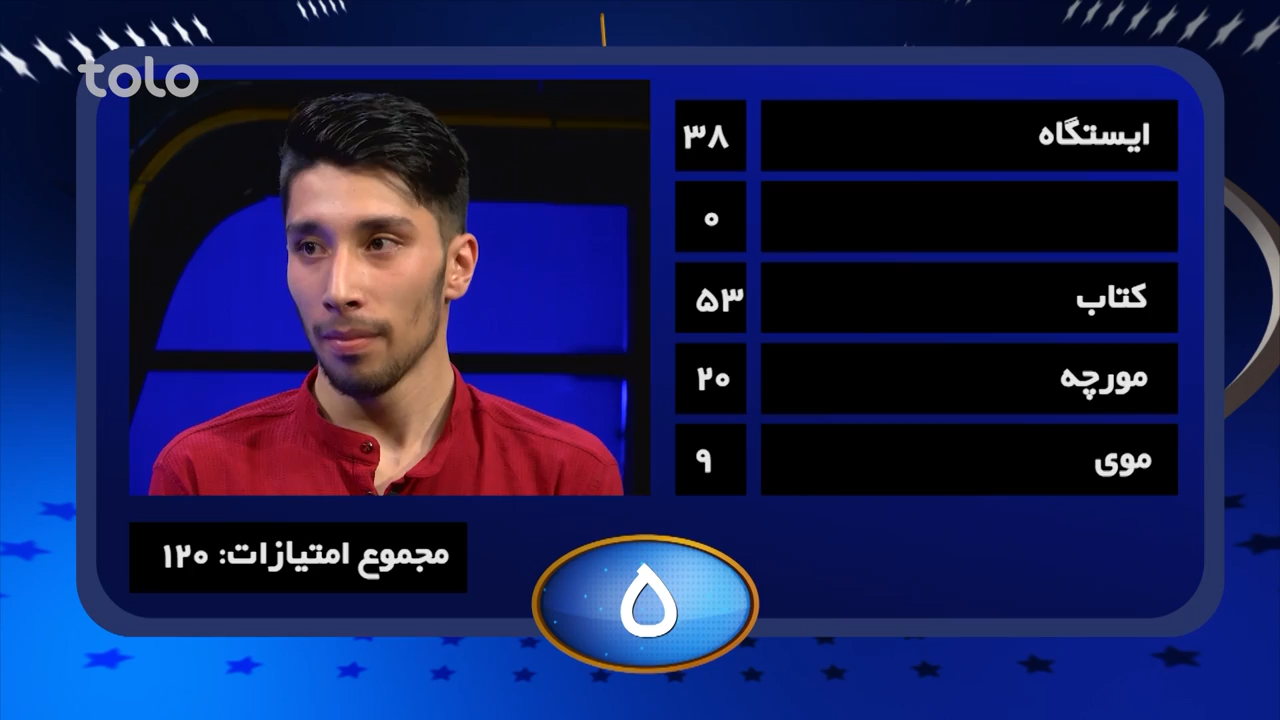 tolo
ایستگاه ۳۸
۰
کتاب ۵۳
مورچه ۲۰
موی ۹
مجموع امتیازات: ۱۲۰
۵